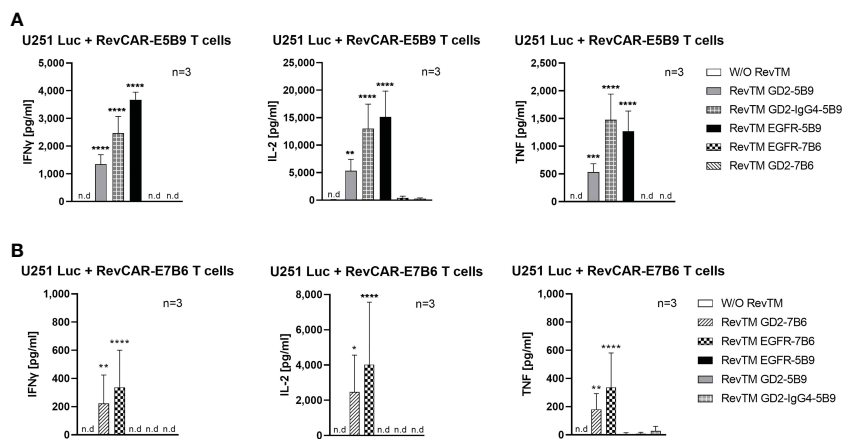 A
U251 Luc + RevCAR-E5B9 T cells
IFNγ [pg/ml]
5,000
4,000
3,000
2,000
1,000
0
n=3
n.d
****
****
****
n.d n.d
U251 Luc + RevCAR-E5B9 T cells
IL-2 [pg/ml]
25,000
20,000
15,000
10,000
5,000
0
n=3
n.d
**
****
****
U251 Luc + RevCAR-E5B9 T cells
TNF [pg/ml]
2,500
2,000
1,500
1,000
500
0
n=3
n.d
***
****
****
n.d n.d
W/O RevTM
RevTM GD2-5B9
RevTM GD2-IgG4-5B9
RevTM EGFR-5B9
RevTM EGFR-7B6
RevTM GD2-7B6
B
U251 Luc + RevCAR-E7B6 T cells
IFNγ [pg/ml]
1,000
800
600
400
200
0
n=3
n.d
**
****
n.d n.d n.d
U251 Luc + RevCAR-E7B6 T cells
IL-2 [pg/ml]
8,000
6,000
4,000
2,000
0
n=3
n.d
*
****
n.d n.d n.d
U251 Luc + RevCAR-E7B6 T cells
TNF [pg/ml]
1,000
800
600
400
200
0
n=3
n.d
**
****
W/O RevTM
RevTM GD2-7B6
RevTM EGFR-7B6
RevTM EGFR-5B9
RevTM GD2-5B9
RevTM GD2-IgG4-5B9